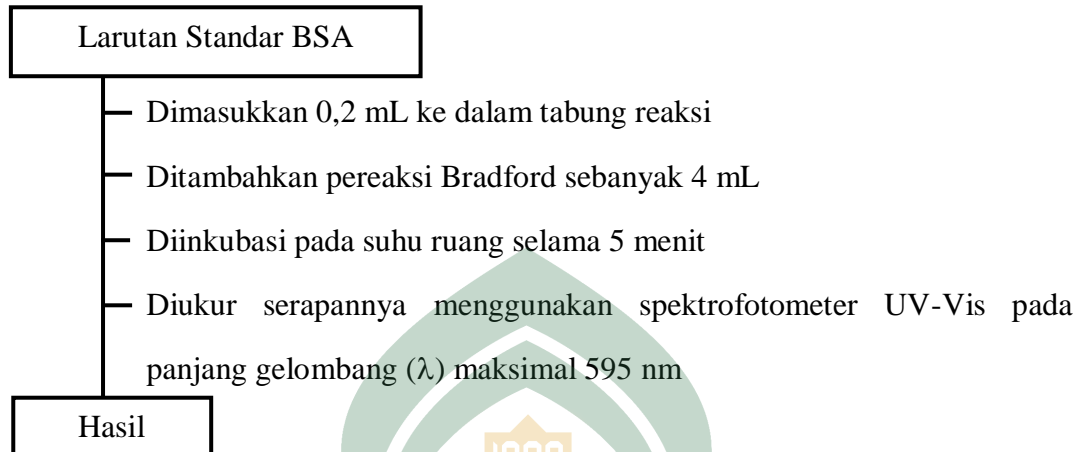 Larutan Standar BSA
Dimasukkan 0,2 mL ke dalam tabung reaksi
Ditambahkan pereaksi Bradford sebanyak 4 mL
Diinkubasi pada suhu ruang selama 5 menit
Diukur serapannya menggunakan spektrofotometer UV-Vis pada
panjang gelombang (λ) maksimal 595 nm
Hasil